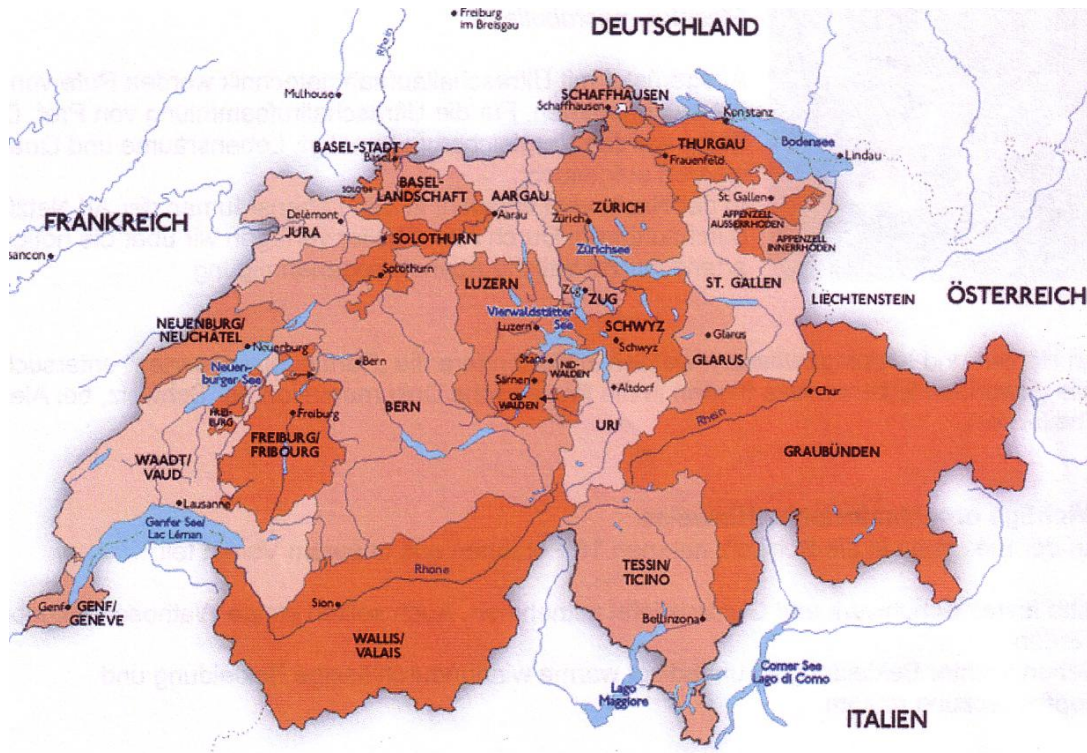 Freiburg
im Breisgau
DEUTSCHLAND
Rhein
Mulhouse
SCHAFFHAUSEN
Schaffhausen
Konstanz
Bodensee
Lindau
THURGAU
Frauenfeld
BASEL-STADT
Basel
BASEL-
LANDSCHAFT
AARGAU
Aarau
ZÜRICH
Zürich
Zürichsee
St. Gallen
APPENZELL
AUSSERRHODEN
APPENZELL
INNERRHODEN
FRANKREICH
Delémont
JURA
SOLOTHURN
Solothurn
LUZERN
Zug
ZUG
ST. GALLEN
LIECHTENSTEIN
ÖSTERREICH
Vierwaldstätter
See
Luzern
SCHWYZ
Schwyz
Glarus
GLARUS
NEUENBURG/
NEUCHÂTEL
Neuenburg
Neuen-
burger See
Bern
Stans
NID-
WALDEN
Sarnen
OB-
WALDEN
Altdorf
Chur
FREI-
BURG
Freiburg
BERN
URI
Rhein
FREIBURG/
FRIBOURG
GRAUBÜNDEN
WAADT/
VAUD
Lausanne
Genfer See/
Lac Léman
Rhone
TESSIN/
TICINO
Genf
GENF/
GENÈVE
Sion
Bellinzona
WALLIS/
VALAIS
Lago
Maggiore
Comer See
Lago di Como
ITALIEN